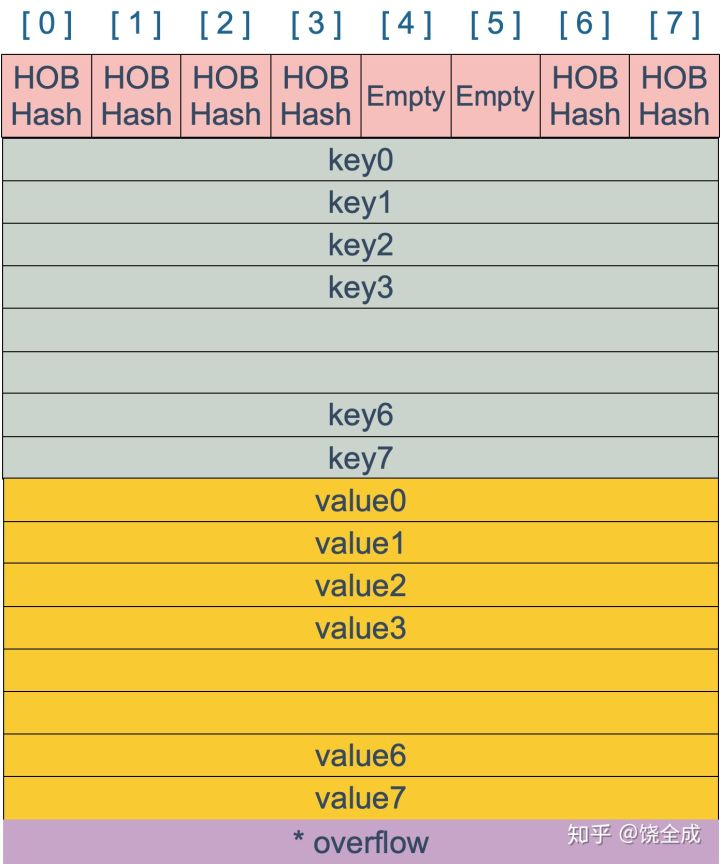 [ 0 ] [ 1 ] [ 2 ] [ 3 ] [ 4 ] [ 5 ] [ 6 ] [ 7 ]
HOB HOB HOB HOB Empty Empty HOB HOB
Hash Hash Hash Hash Hash Hash
key0
key1
key2
key3
key6
key7
value0
value1
value2
value3
value6
value7
* overflow
知乎 @饶全成